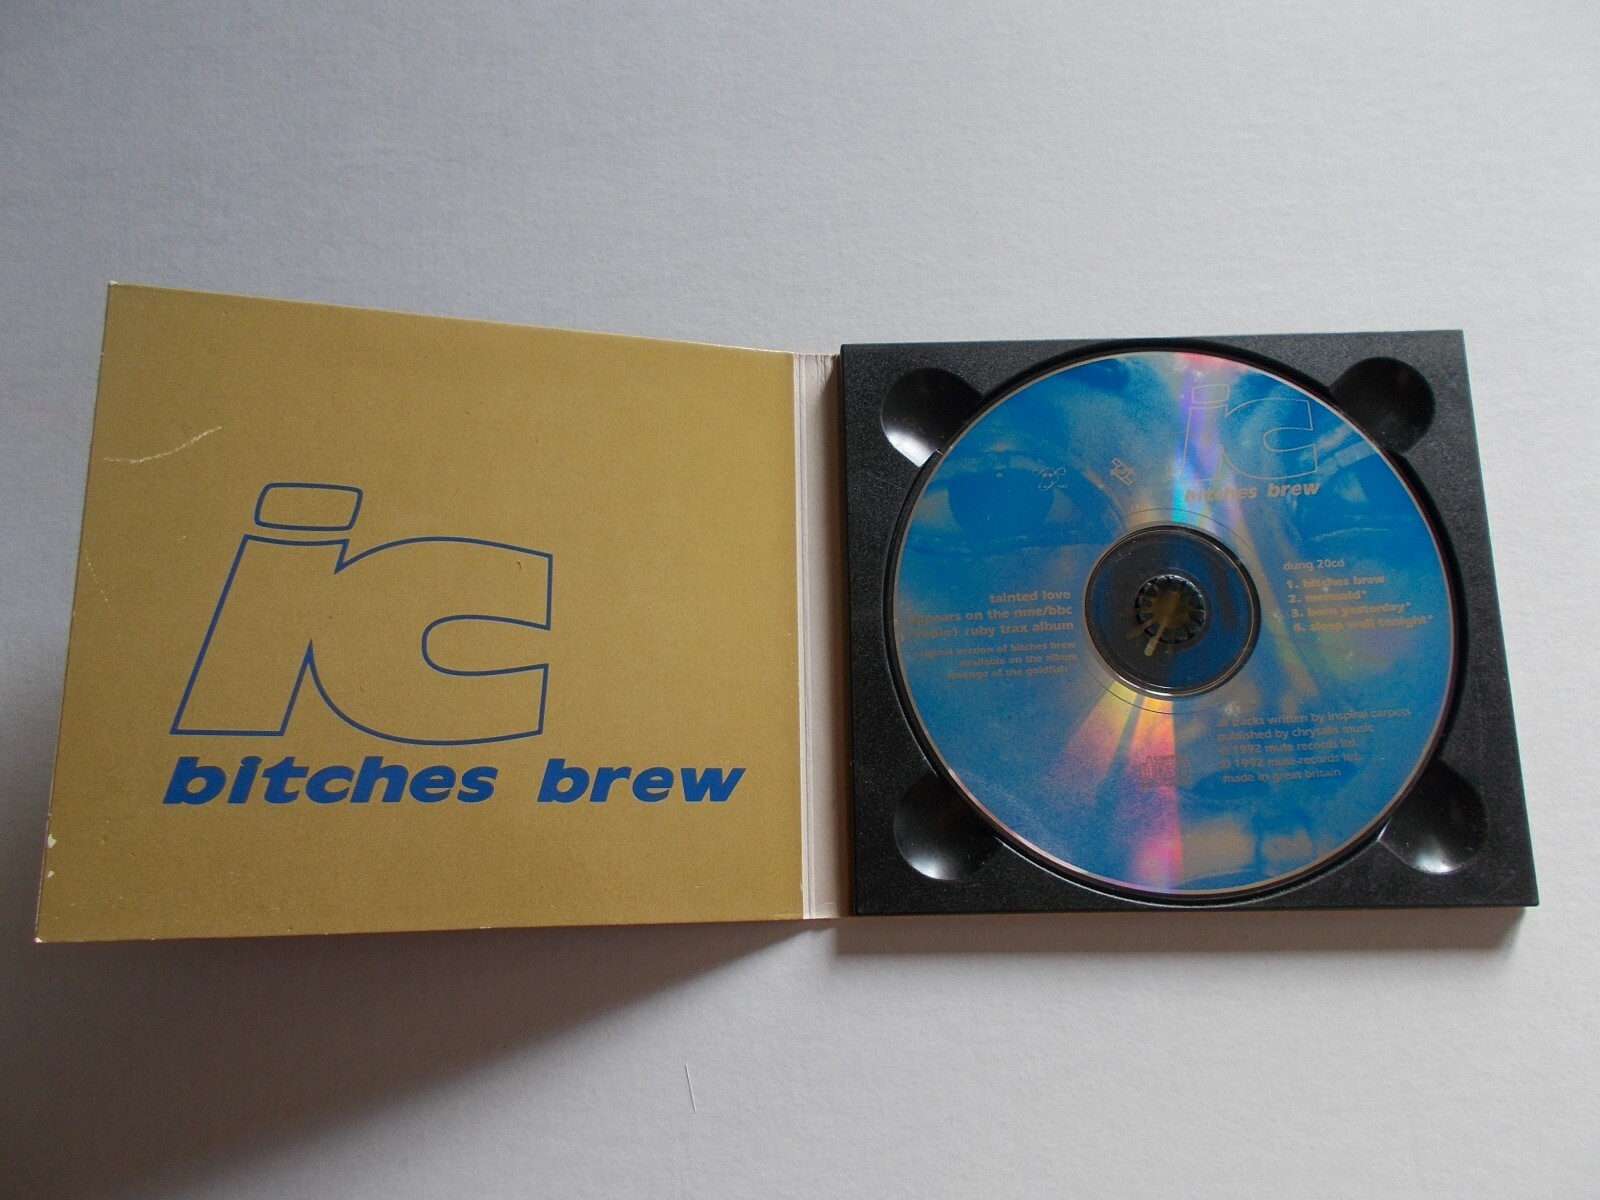 ic
bitches brew
ic
bitches brew
dung 20cd
1. bitches brew
2. mermaid*
3. born yesterday*
4. sleep well tonight*
tainted love
appears on the nme/bbc
radio1 ruby trax album
original version of bitches brew
available on the album
revenge of the goldfish
all tracks written by inspiral carpets
published by chrysalis music
℗ 1992 mute records ltd.
© 1992 mute records ltd.
made in great britain